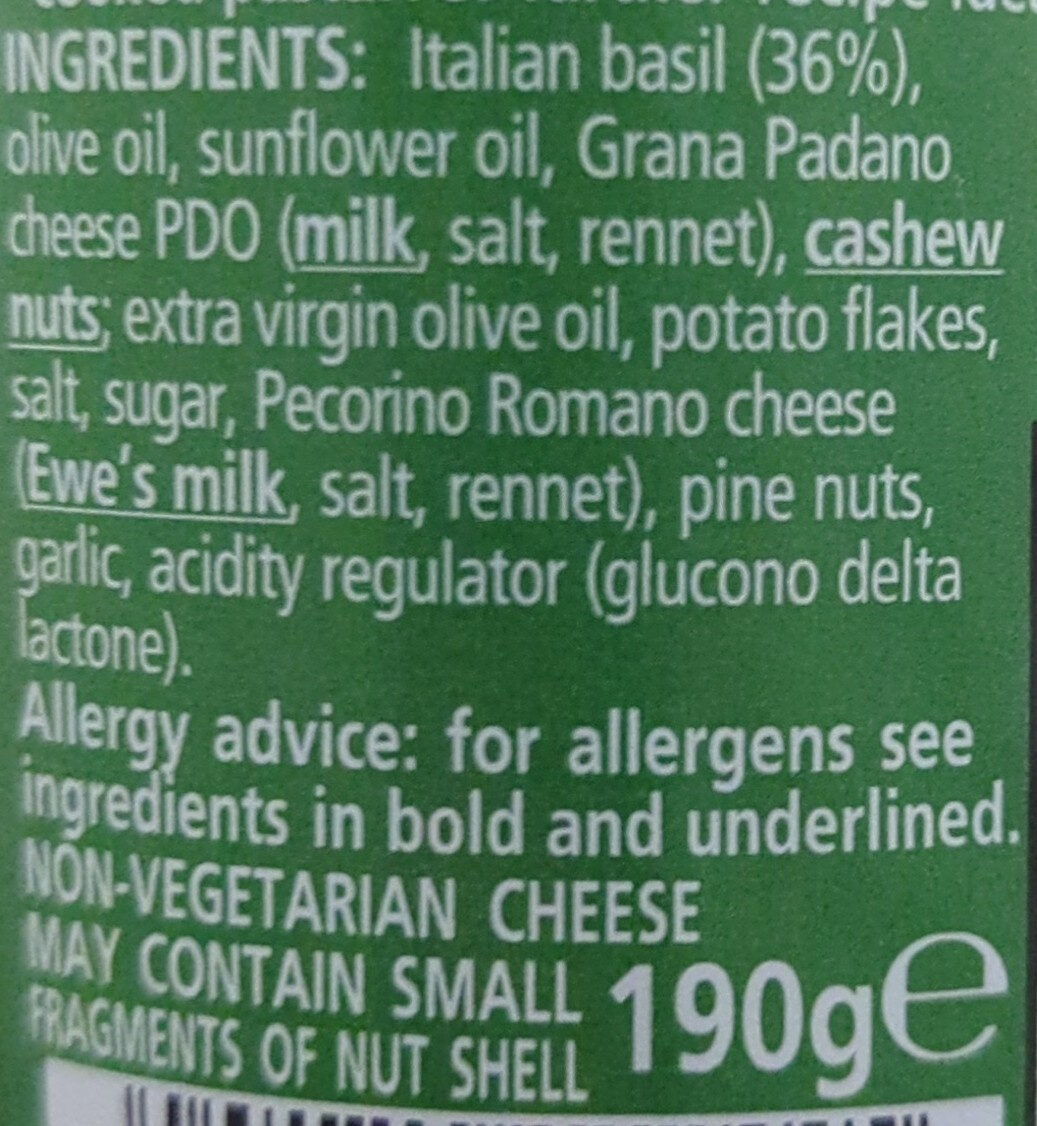 INGREDIENTS: Italian basil (36%),
olive oil, sunflower oil, Grana Padano
cheese PDO (milk, salt, rennet), cashew
nuts; extra virgin olive oil, potato flakes,
salt, sugar, Pecorino Romano cheese
(Ewe's milk, salt, rennet), pine nuts,
garlic, acidity regulator (glucono delta
lactone).
Allergy advice: for allergens see
ingredients in bold and underlined.
NON-VEGETARIAN CHEESE
MAY CONTAIN SMALL
FRAGMENTS OF NUT SHELL
190g e